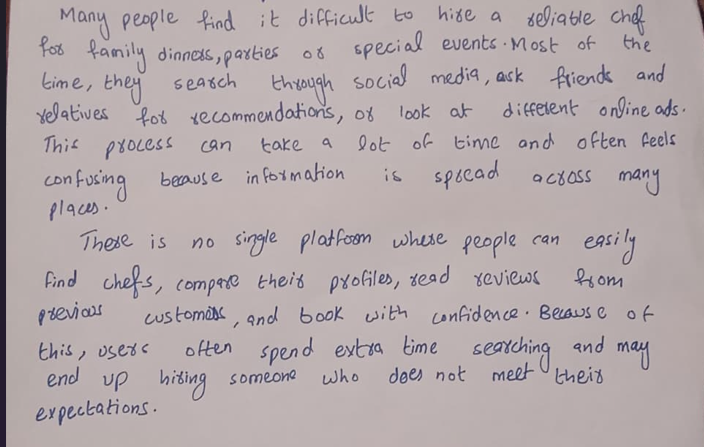 Many people find it difficult to hire a reliable chef
for family dinners, parties or special events. Most of the
time, they search through social media, ask friends and
relatives for recommendations, or look at different online ads.
This process can take a lot of time and often feels
confusing because information is spread across many
places.
There is no single platform where people can easily
find chefs, compare their profiles, read reviews from
previous customers, and book with confidence. Because of
this, users often spend extra time searching and may
end up hiring someone who does not meet their
expectations.